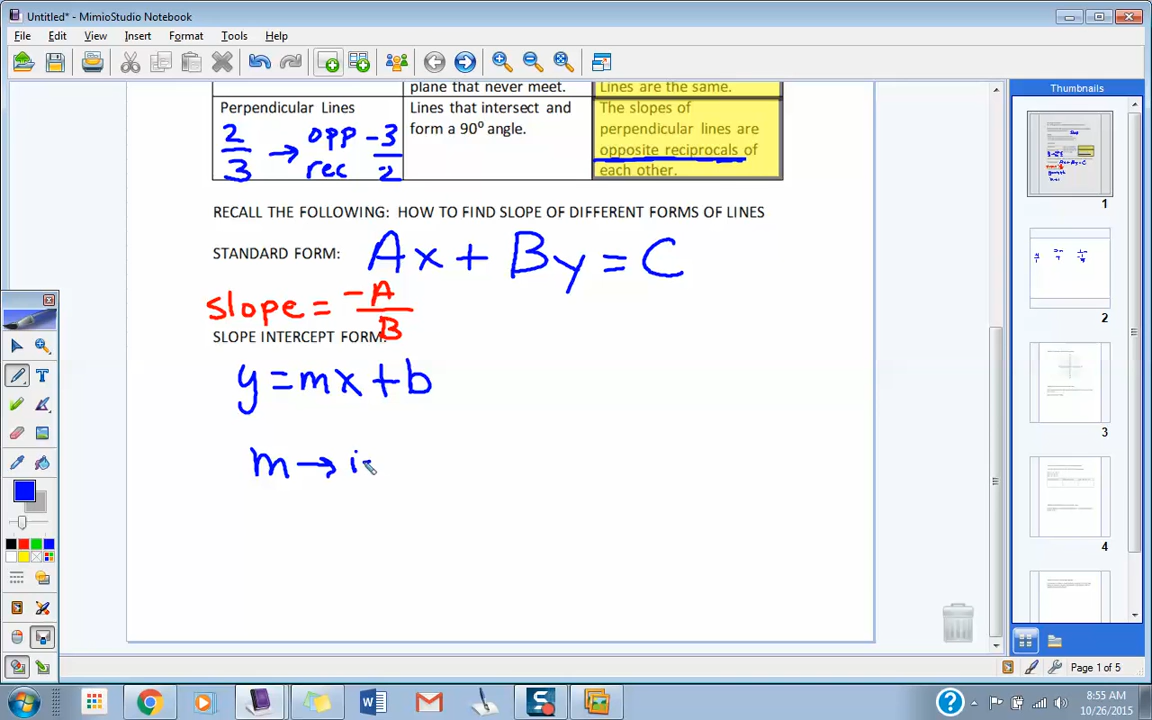 Untitled* - MimioStudio Notebook
File Edit View Insert Format Tools Help
plane that never meet.
Lines are the same.
Perpendicular Lines
2/3 → opp rec -3/2
Lines that intersect and
form a 90⁰ angle.
The slopes of
perpendicular lines are
opposite reciprocals of
each other.
RECALL THE FOLLOWING: HOW TO FIND SLOPE OF DIFFERENT FORMS OF LINES
STANDARD FORM: Ax + By = C
slope = -A/B
SLOPE INTERCEPT FORM:
y = mx + b
m → is
Thumbnails
1
2
3
4
Page 1 of 5
8:55 AM
10/26/2015